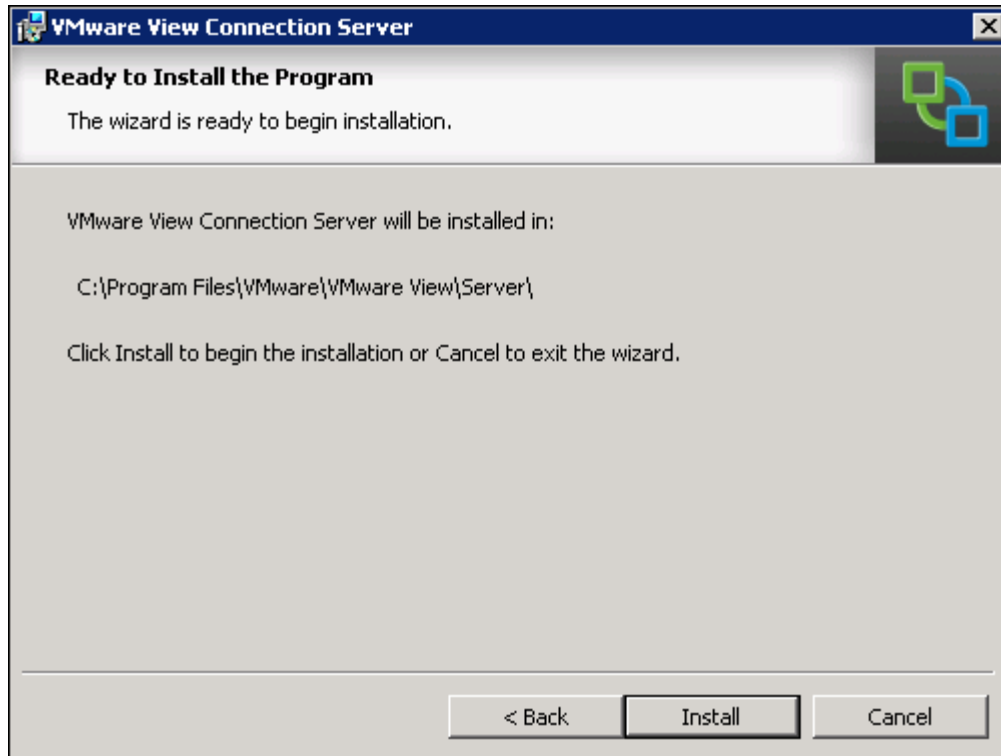 VMware View Connection Server
Ready to Install the Program
The wizard is ready to begin installation.
VMware View Connection Server will be installed in:
C:\Program Files\VMware\VMware View\Server\
Click Install to begin the installation or Cancel to exit the wizard.
< Back Install Cancel